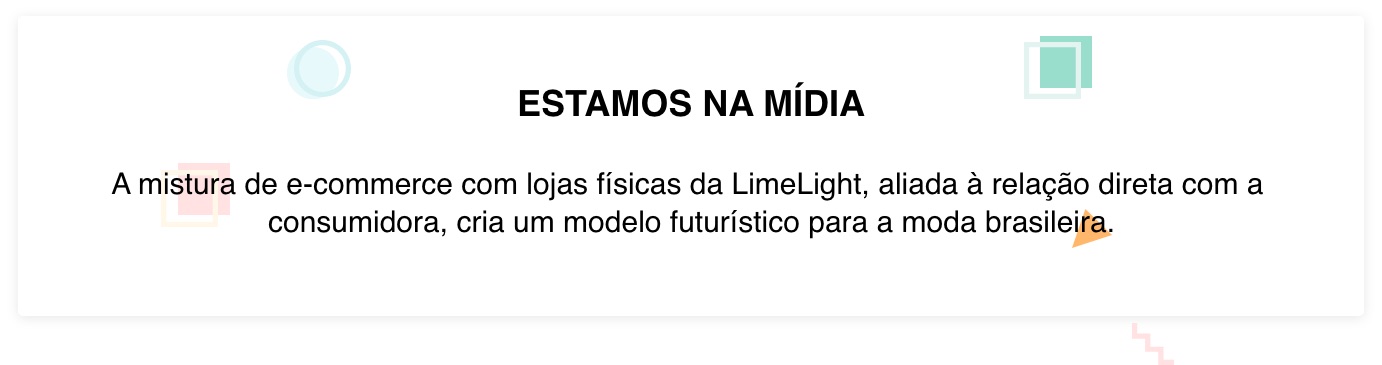 ESTAMOS NA MÍDIA
A mistura de e-commerce com lojas físicas da LimeLight, aliada à relação direta com a
consumidora, cria um modelo futurístico para a moda brasileira.